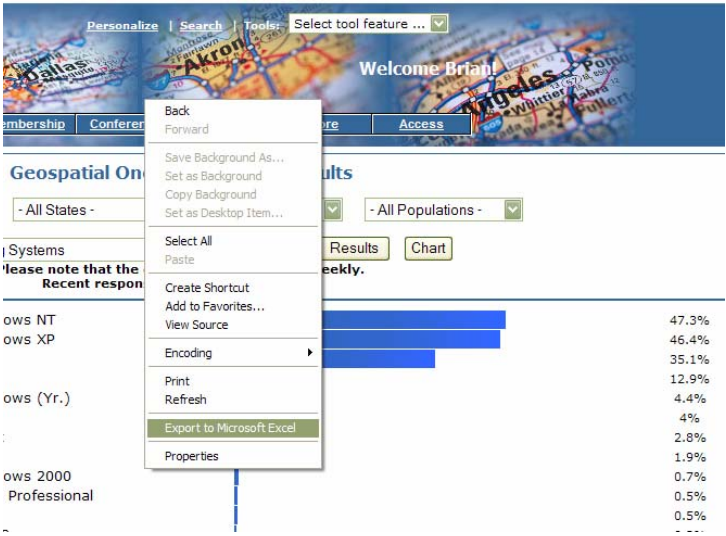 Personalize | Search | Tools: Select tool feature ...
Akron
Dallas
Welcome Brian!
Angeles
Whittier
embership Conferen re Access
Geospatial On ults
- All States - - All Populations -
g Systems Results Chart
Please note that the eekly.
Recent respon
ows NT 47.3%
ows XP 46.4%
35.1%
12.9%
ows (Yr.) 4.4%
4%
2.8%
1.9%
ows 2000 0.7%
Professional 0.5%
0.5%
Back
Forward
Save Background As...
Set as Background
Copy Background
Set as Desktop Item...
Select All
Paste
Create Shortcut
Add to Favorites...
View Source
Encoding
Print
Refresh
Export to Microsoft Excel
Properties